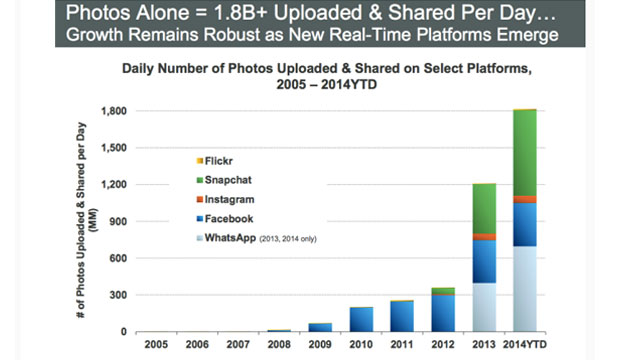 Photos Alone = 1.8B+ Uploaded & Shared Per Day…
Growth Remains Robust as New Real-Time Platforms Emerge
Daily Number of Photos Uploaded & Shared on Select Platforms,
2005 – 2014YTD
# of Photos Uploaded & Shared per Day
(MM)
1,800
1,500
1,200
900
600
300
0
Flickr
Snapchat
Instagram
Facebook
WhatsApp (2013, 2014 only)
2005 2006 2007 2008 2009 2010 2011 2012 2013 2014YTD